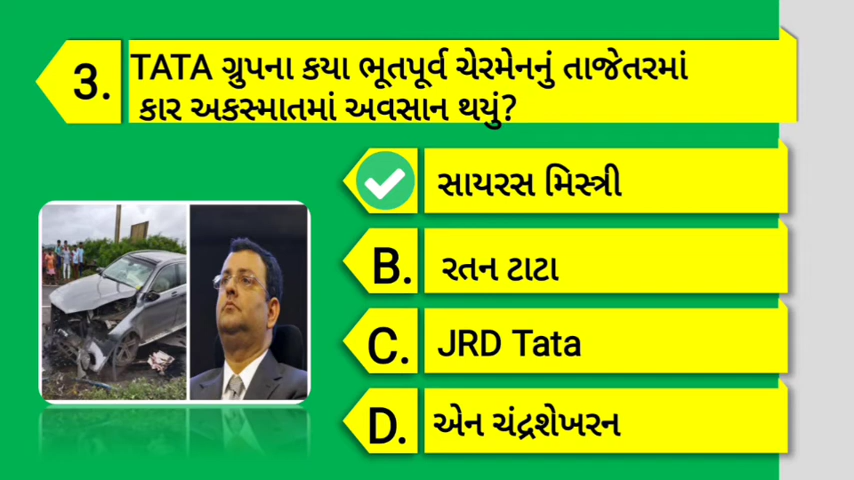 3. TATA ગ્રુપના કયા ભૂતપૂર્વ ચેરમેનનું તાજેતરમાં
કાર અકસ્માતમાં અવસાન થયું?
સાયરસ મિસ્ત્રી
B. રતન ટાટા
C. JRD Tata
D. એન ચંદ્રશેખરન